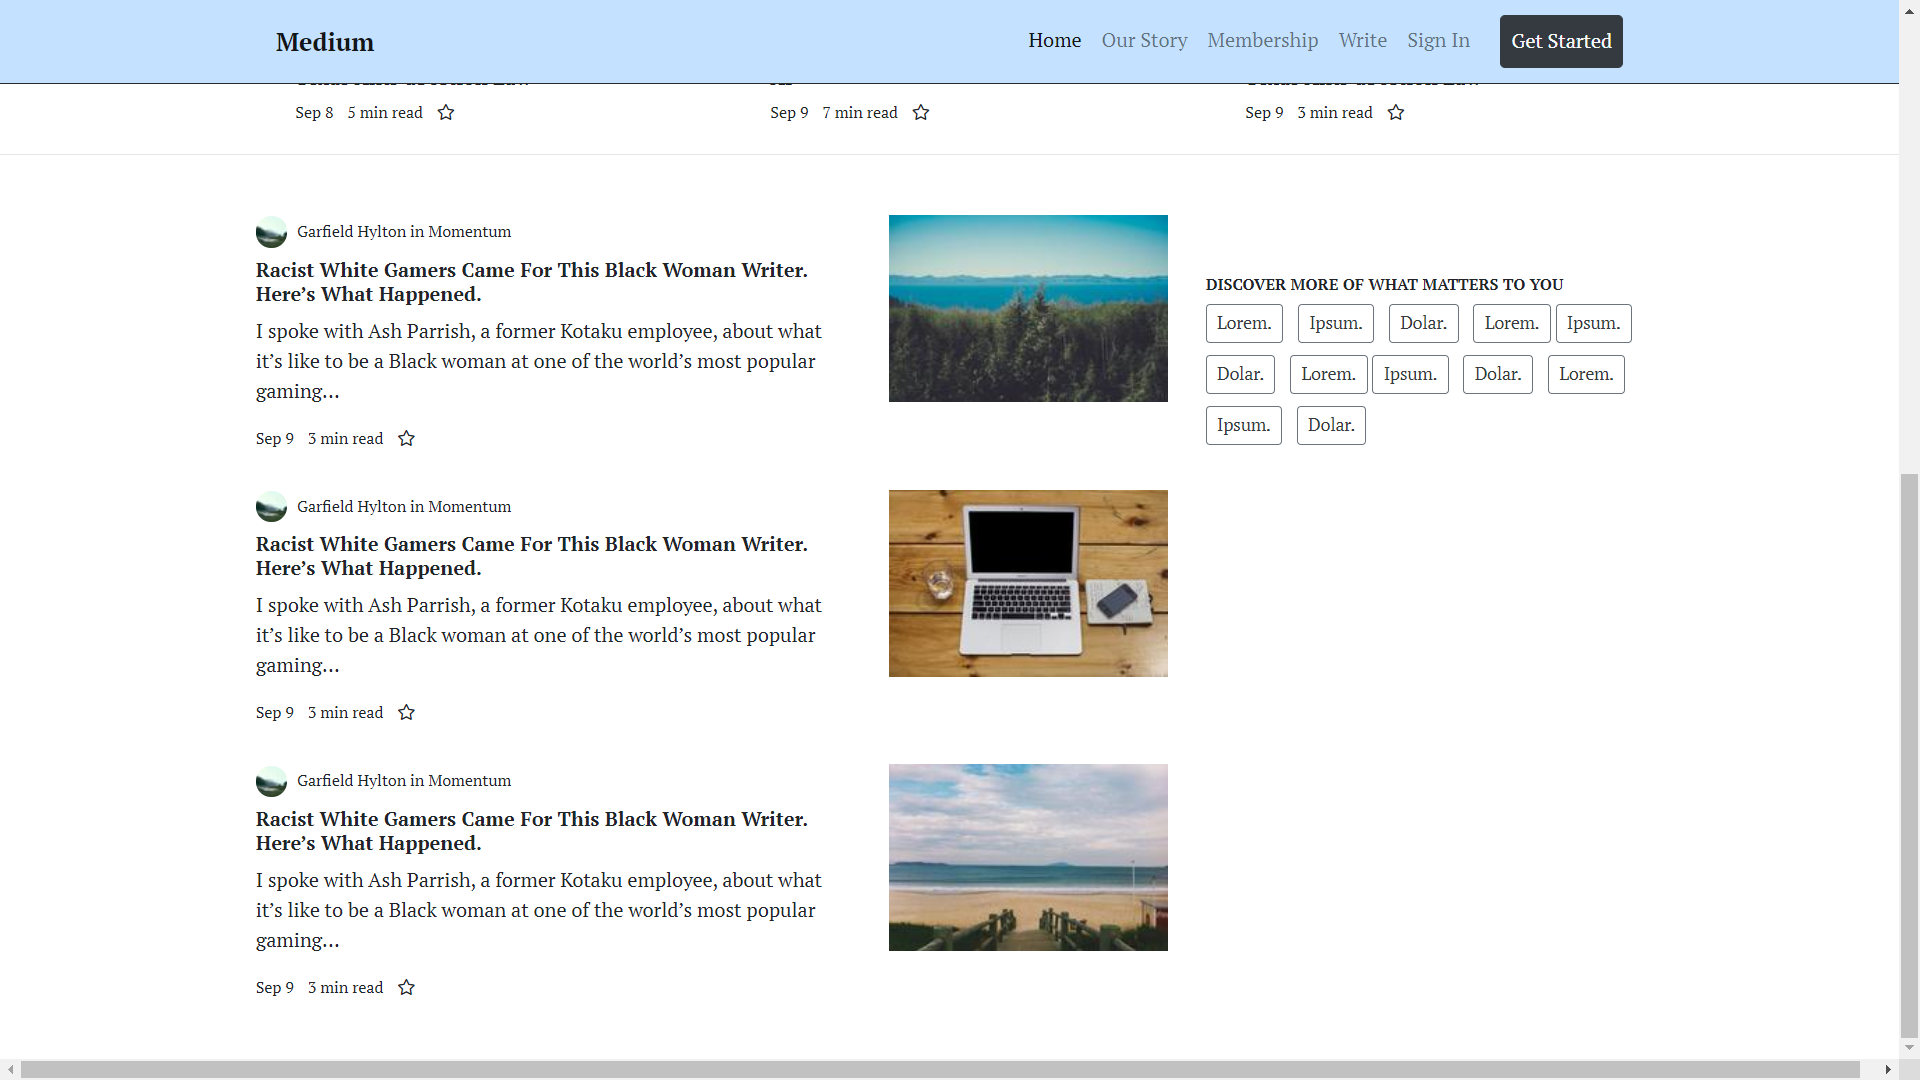 Medium
Home Our Story Membership Write Sign In Get Started
Sep 8 5 min read
Sep 9 7 min read
Sep 9 3 min read
Garfield Hylton in Momentum
Racist White Gamers Came For This Black Woman Writer.
Here’s What Happened.
I spoke with Ash Parrish, a former Kotaku employee, about what
it’s like to be a Black woman at one of the world’s most popular
gaming…
Sep 9 3 min read
Garfield Hylton in Momentum
Racist White Gamers Came For This Black Woman Writer.
Here’s What Happened.
I spoke with Ash Parrish, a former Kotaku employee, about what
it’s like to be a Black woman at one of the world’s most popular
gaming…
Sep 9 3 min read
Garfield Hylton in Momentum
Racist White Gamers Came For This Black Woman Writer.
Here’s What Happened.
I spoke with Ash Parrish, a former Kotaku employee, about what
it’s like to be a Black woman at one of the world’s most popular
gaming…
Sep 9 3 min read
DISCOVER MORE OF WHAT MATTERS TO YOU
Lorem. Ipsum. Dolar. Lorem. Ipsum.
Dolar. Lorem. Ipsum. Dolar. Lorem.
Ipsum. Dolar.